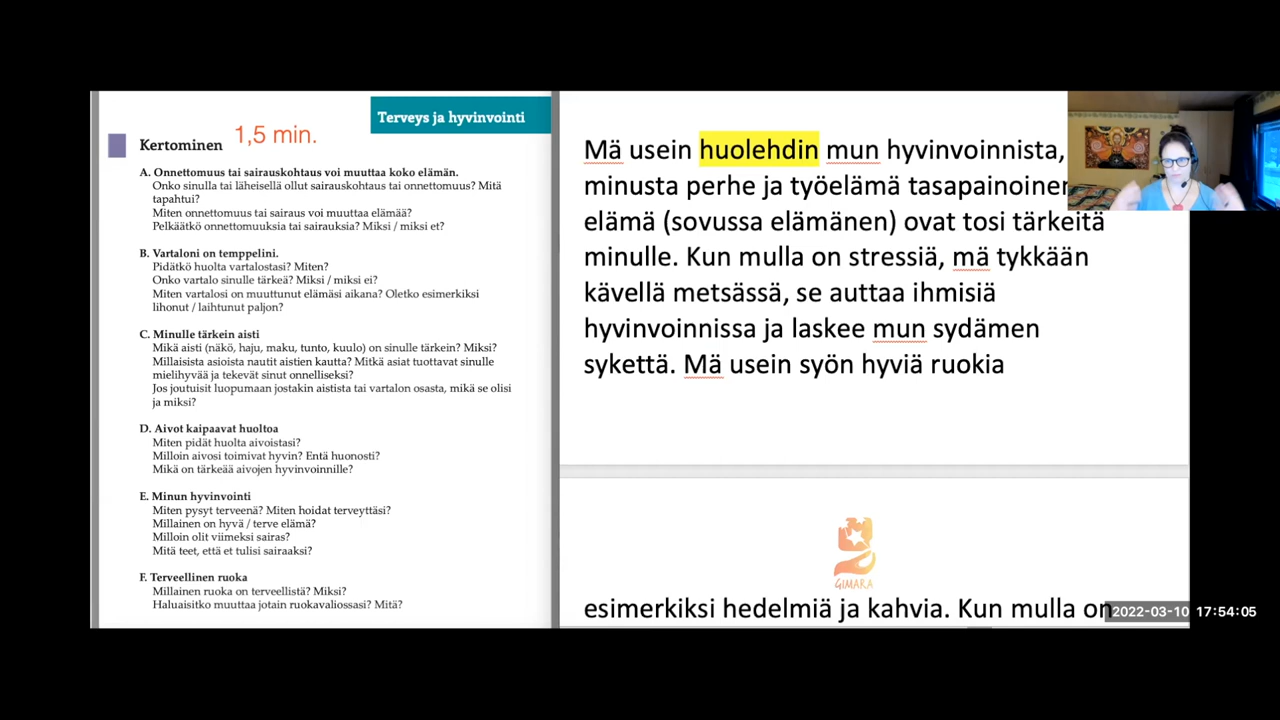 Terveys ja hyvinvointi
Kertominen 1,5 min.
A. Onnettomuus tai sairauskohtaus voi muuttaa koko elämän.
Onko sinulla tai läheisellä ollut sairauskohtaus tai onnettomuus? Mitä
tapahtui?
Miten onnettomuus tai sairaus voi muuttaa elämää?
Pelkäätkö onnettomuuksia tai sairauksia? Miksi / miksi et?
B. Vartaloni on temppelini.
Pidätkö huolta vartalostasi? Miten?
Onko vartalo sinulle tärkeä? Miksi / miksi ei?
Miten vartalosi on muuttunut elämäsi aikana? Oletko esimerkiksi
lihonut / laihtunut paljon?
C. Minulle tärkein aisti
Mikä aisti (näkö, haju, maku, tunto, kuulo) on sinulle tärkein? Miksi?
Millaisista asioista nautit aistien kautta? Mitkä asiat tuottavat sinulle
mielihyvää ja tekevät sinut onnelliseksi?
Jos joutuisit luopumaan jostakin aistista tai vartalon osasta, mikä se olisi
ja miksi?
D. Aivot kaipaavat huoltoa
Miten pidät huolta aivoistasi?
Milloin aivosi toimivat hyvin? Entä huonosti?
Mikä on tärkeää aivojen hyvinvoinnille?
E. Minun hyvinvointi
Miten pysyt terveenä? Miten hoidat terveyttäsi?
Millainen on hyvä / terve elämä?
Milloin olit viimeksi sairas?
Mitä teet, että et tulisi sairaaksi?
F. Terveellinen ruoka
Millainen ruoka on terveellistä? Miksi?
Haluaisitko muuttaa jotain ruokavaliossasi? Mitä?
Mä usein huolehdin mun hyvinvoinnista,
minusta perhe ja työelämä tasapainoinen
elämä (sovussa elämänen) ovat tosi tärkeitä
minulle. Kun mulla on stressiä, mä tykkään
kävellä metsässä, se auttaa ihmisiä
hyvinvoinnissa ja laskee mun sydämen
sykettä. Mä usein syön hyviä ruokia
GIMARA
esimerkiksi hedelmiä ja kahvia. Kun mulla on
2022-03-10 17:54:05